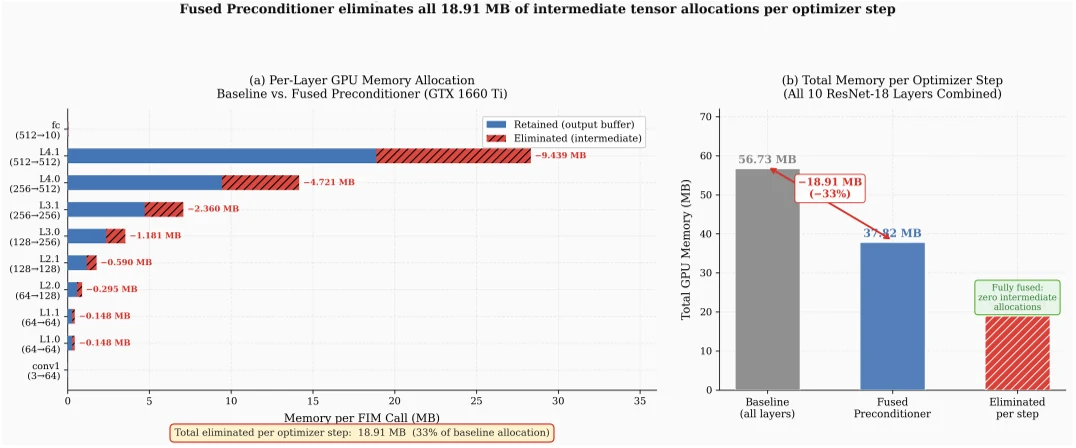 Fused Preconditioner eliminates all 18.91 MB of intermediate tensor allocations per optimizer step
(a) Per-Layer GPU Memory Allocation
Baseline vs. Fused Preconditioner (GTX 1660 Ti)
Retained (output buffer)
Eliminated (intermediate)
fc
(512→10)
L4.1
(512→512)
−9.439 MB
L4.0
(256→512)
−4.721 MB
L3.1
(256→256)
−2.360 MB
L3.0
(128→256)
−1.181 MB
L2.1
(128→128)
−0.590 MB
L2.0
(64→128)
−0.295 MB
L1.1
(64→64)
−0.148 MB
L1.0
(64→64)
−0.148 MB
conv1
(3→64)
0 5 10 15 20 25 30 35
Memory per FIM Call (MB)
Total eliminated per optimizer step: 18.91 MB (33% of baseline allocation)
(b) Total Memory per Optimizer Step
(All 10 ResNet-18 Layers Combined)
Total GPU Memory (MB)
70
60
50
40
30
20
10
0
56.73 MB
−18.91 MB
(−33%)
37.82 MB
Fully fused:
zero intermediate
allocations
Baseline
(all layers)
Fused
Preconditioner
Eliminated
per step